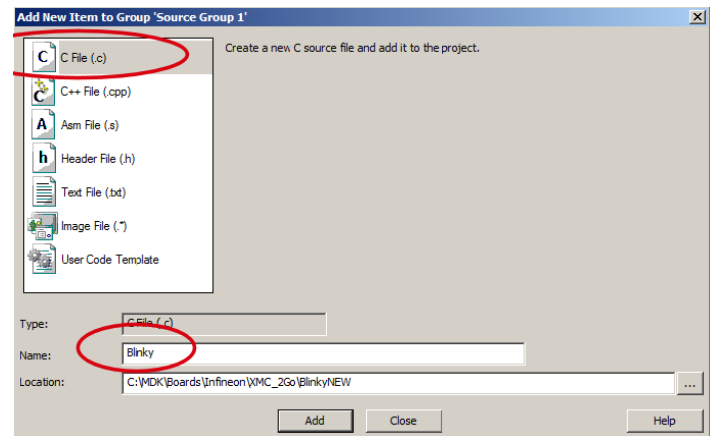 Add New Item to Group 'Source Group 1'
C File (.c)
Create a new C source file and add it to the project.
C++ File (.cpp)
Asm File (.s)
Header File (.h)
Text File (.txt)
Image File (.*)
User Code Template
Type:
C File (.c)
Name:
Blinky
Location:
C:\MDK\Boards\Infineon\XMC_2Go\BlinkyNEW
...
Add
Close
Help